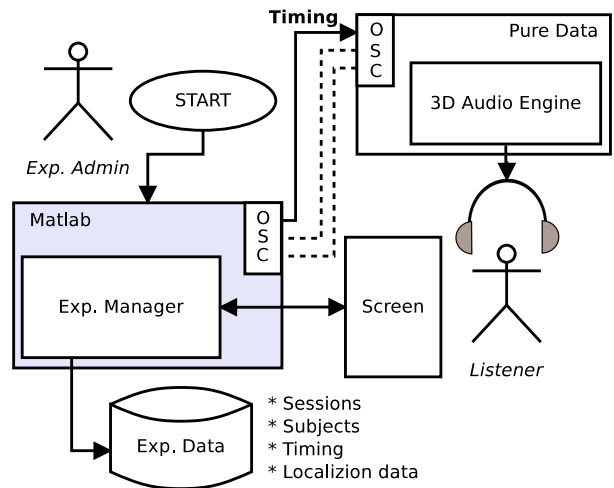 Timing
O
S
C
Pure Data
3D Audio Engine
START
Exp. Admin
Matlab
O
S
C
Exp. Manager
Screen
Listener
Exp. Data
* Sessions
* Subjects
* Timing
* Localizion data